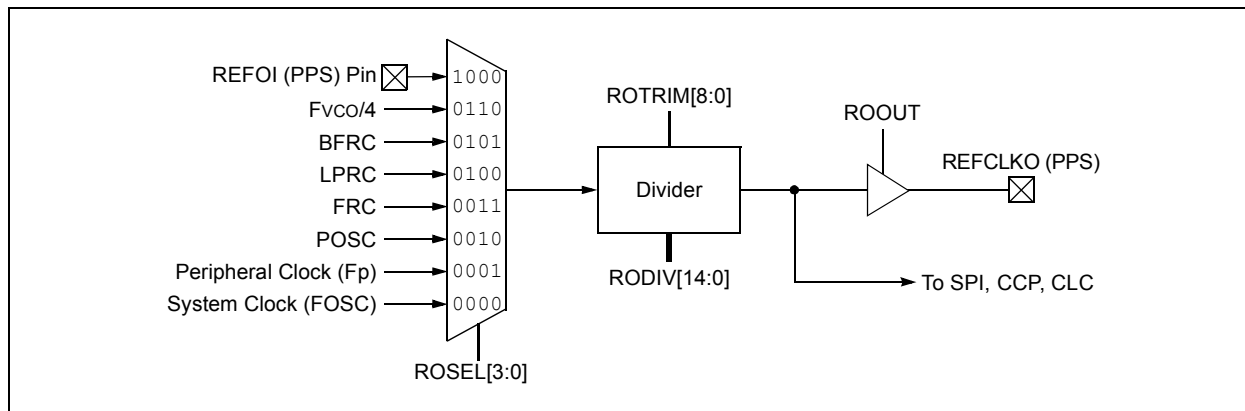 REFOI (PPS) Pin 1000
FVCO/4 0110
BFRC 0101
LPRC 0100
FRC 0011
POSC 0010
Peripheral Clock (Fp) 0001
System Clock (FOSC) 0000
ROSEL[3:0]
ROTRIM[8:0]
Divider
RODIV[14:0]
ROOUT
REFCLKO (PPS)
To SPI, CCP, CLC